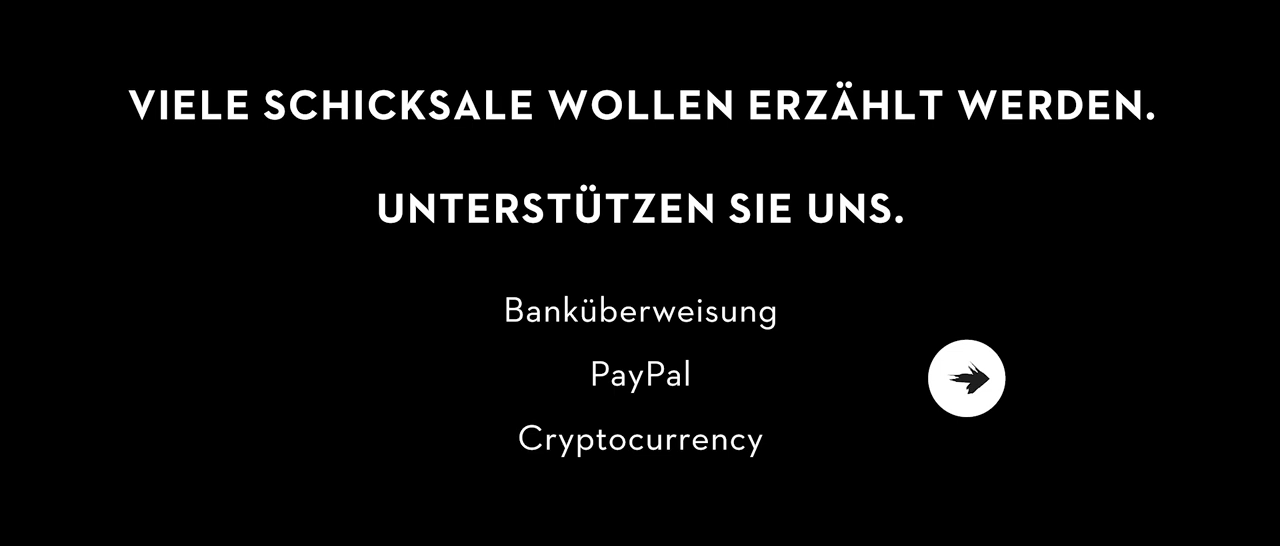 VIELE SCHICKSALE WOLLEN ERZÄHLT WERDEN.
UNTERSTÜTZEN SIE UNS.
Banküberweisung
PayPal
Cryptocurrency